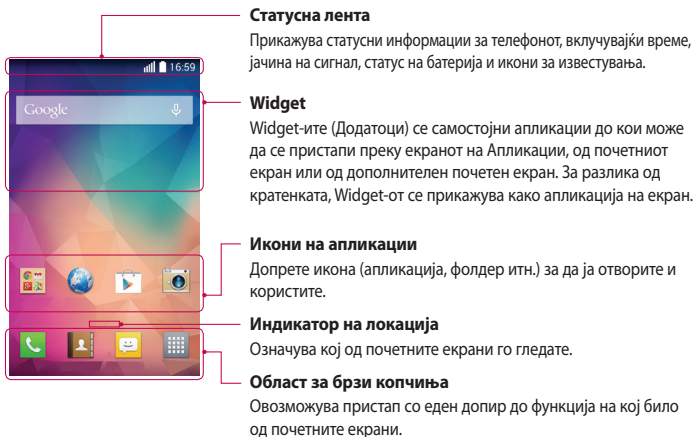 Статусна лента
Прикажува статусни информации за телефонот, вклучувајќи време,
јачина на сигнал, статус на батерија и икони за известувања.
16:59
Google
Widget
Widget-ите (Додатоци) се самостојни апликации до кои може
да се пристапи преку екранот на Апликации, од почетниот
екран или од дополнителен почетен екран. За разлика од
кратенката, Widget-от се прикажува како апликација на екран.
Икони на апликации
Допрете икона (апликација, фолдер итн.) за да ја отворите и
користите.
Индикатор на локација
Означува кој од почетните екрани го гледате.
Област за брзи копчиња
Овозможува пристап со еден допир до функција на кој било
од почетните екрани.